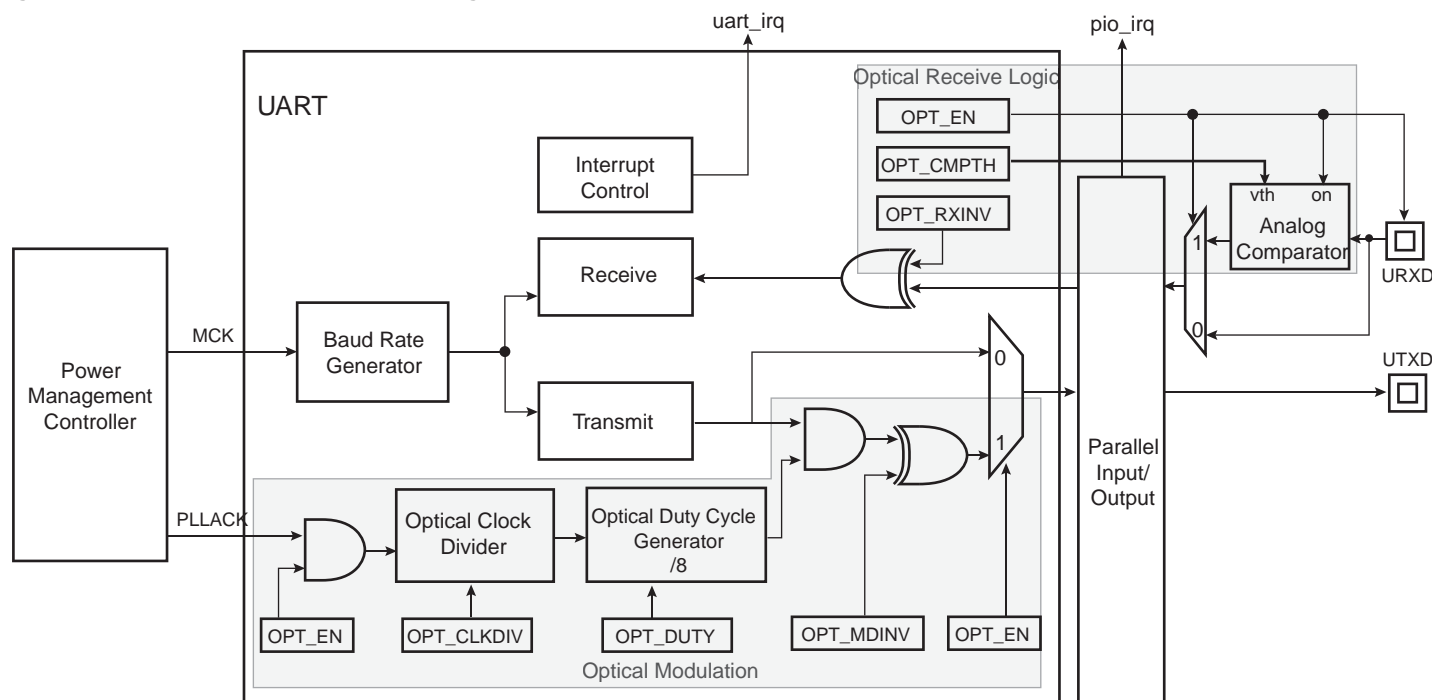 uart_irq
pio_irq
Optical Receive Logic
UART
OPT_EN
Interrupt
Control
OPT_CMPTH
vth
on
OPT_RXINV
Analog
Comparator
1
URXD
Receive
MCK
Baud Rate
Generator
0
0
UTXD
Power
Management
Controller
Transmit
1
Parallel
Input/
Output
PLLACK
Optical Clock
Divider
Optical Duty Cycle
Generator
/8
OPT_EN
OPT_CLKDIV
OPT_DUTY
OPT_MDINV
OPT_EN
Optical Modulation